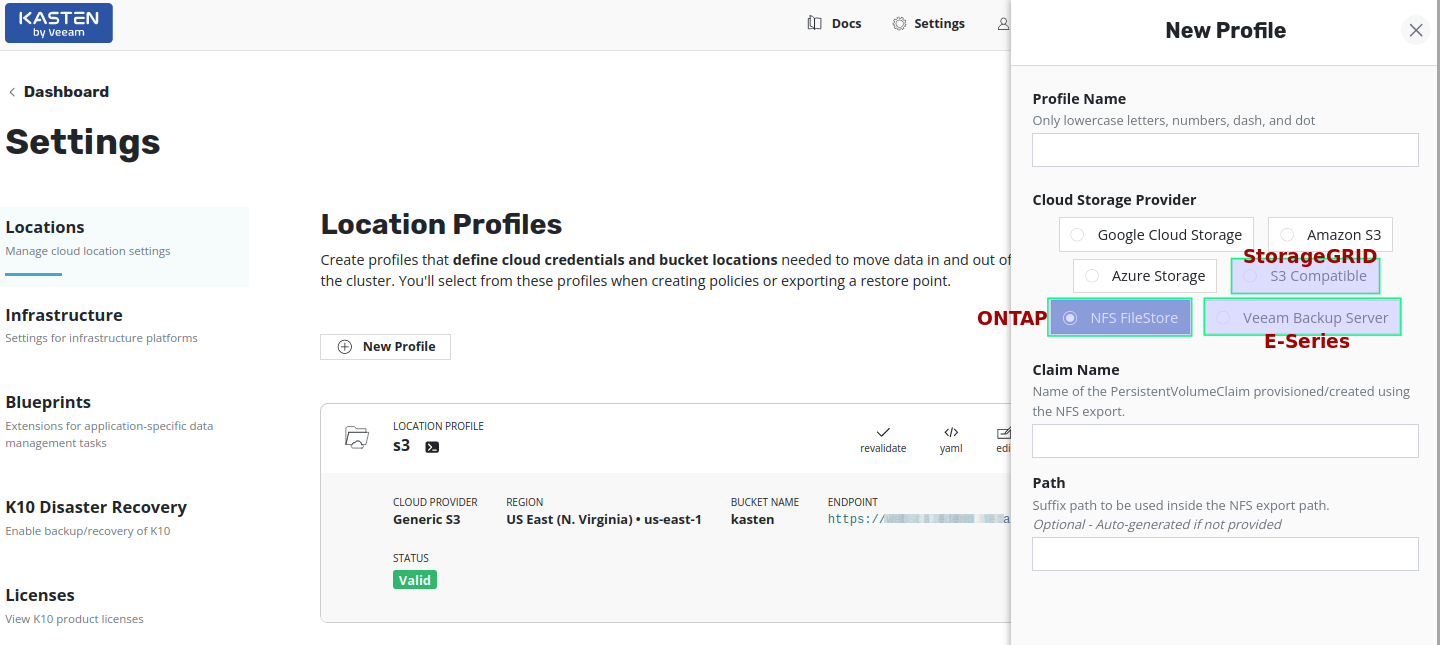 KASTEN
by Veeam
Docs
Settings
Dashboard
Settings
Locations
Manage cloud location settings
Infrastructure
Settings for infrastructure platforms
Blueprints
Extensions for application-specific data
management tasks
K10 Disaster Recovery
Enable backup/recovery of K10
Licenses
View K10 product licenses
Location Profiles
Create profiles that define cloud credentials and bucket locations needed to move data in and out of
the cluster. You'll select from these profiles when creating policies or exporting a restore point.
New Profile
LOCATION PROFILE
s3
revalidate
yaml
edi
CLOUD PROVIDER
Generic S3
REGION
US East (N. Virginia) • us-east-1
BUCKET NAME
kasten
ENDPOINT
https://
STATUS
Valid
New Profile
Profile Name
Only lowercase letters, numbers, dash, and dot
Cloud Storage Provider
Google Cloud Storage
Amazon S3
StorageGRID
Azure Storage
S3 Compatible
ONTAP
NFS FileStore
Veeam Backup Server
E-Series
Claim Name
Name of the PersistentVolumeClaim provisioned/created using
the NFS export.
Path
Suffix path to be used inside the NFS export path.
Optional - Auto-generated if not provided